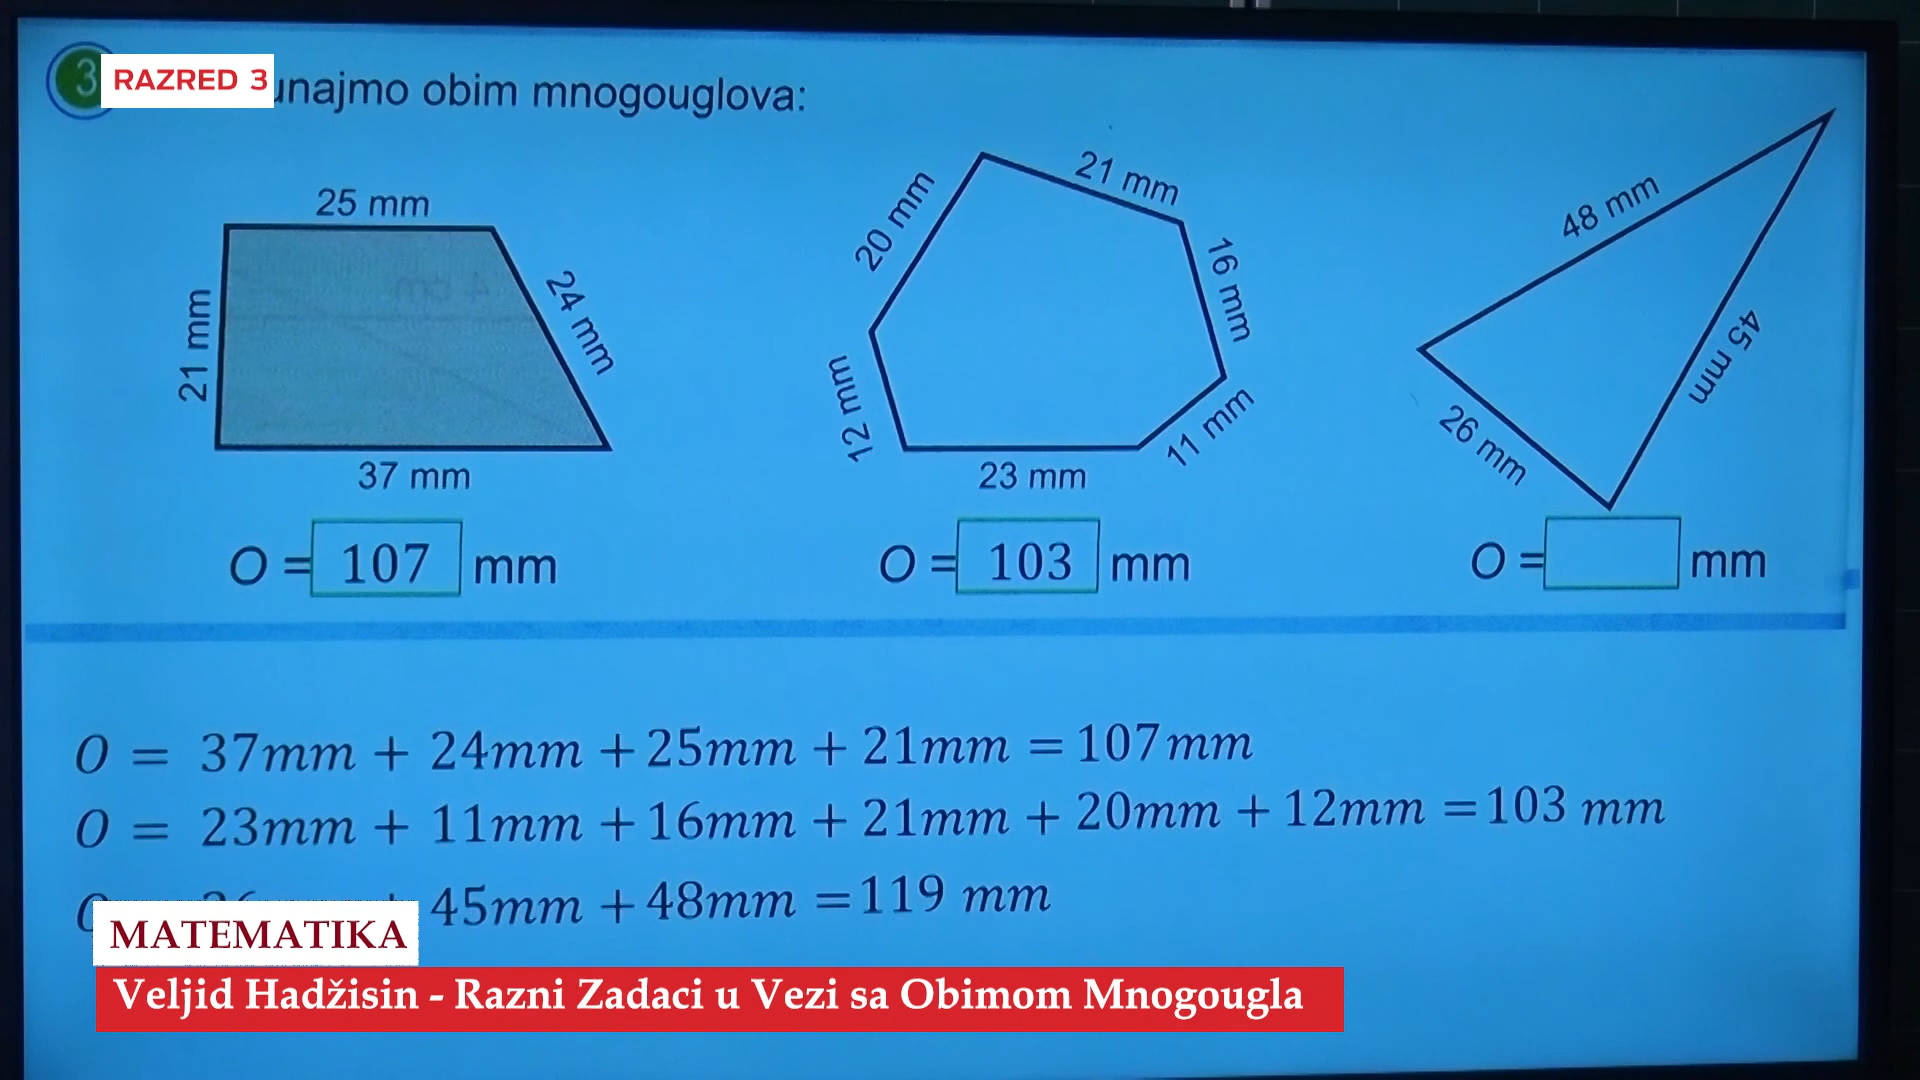 3
RAZRED 3
unajmo obim mnogouglova:
25 mm
21 mm
24 mm
37 mm
O = 107 mm
20 mm
21 mm
16 mm
12 mm
11 mm
23 mm
O = 103 mm
48 mm
45 mm
26 mm
O = mm
O = 37mm + 24mm + 25mm + 21mm = 107mm
O = 23mm + 11mm + 16mm + 21mm + 20mm + 12mm = 103 mm
45mm + 48mm = 119 mm
MATEMATIKA
Veljid Hadžisin - Razni Zadaci u Vezi sa Obimom Mnogougla